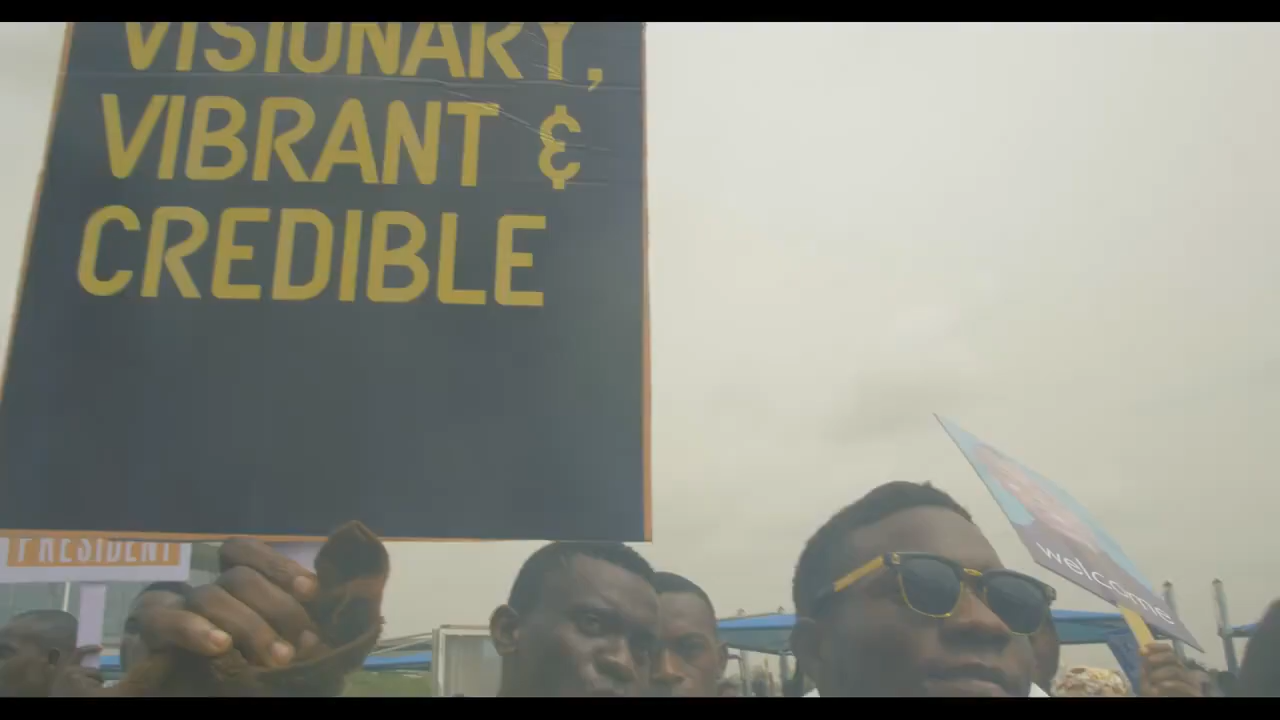 VISIONARY,
VIBRANT &
CREDIBLE
PRESIDENT
welcome